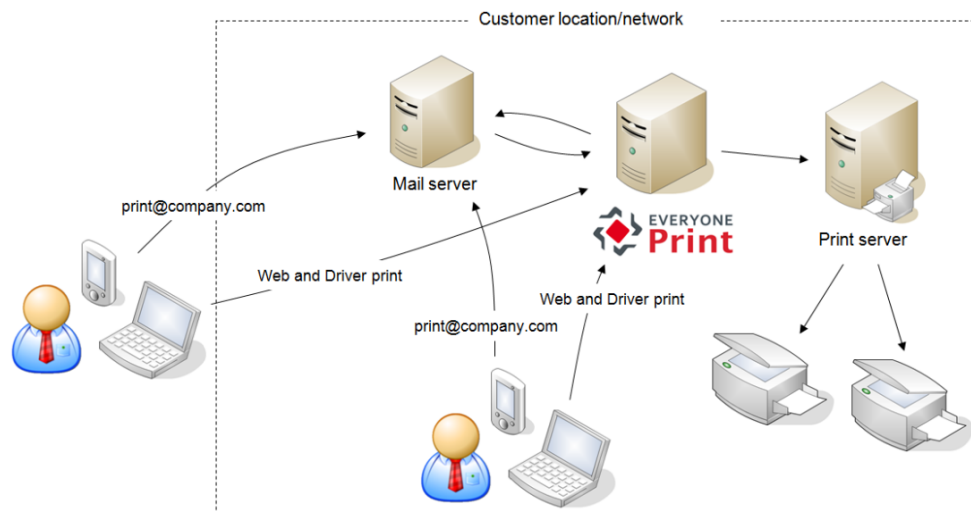 Customer location/network
Mail server
EVERYONE
Print
Print server
print@company.com
Web and Driver print
Web and Driver print
print@company.com